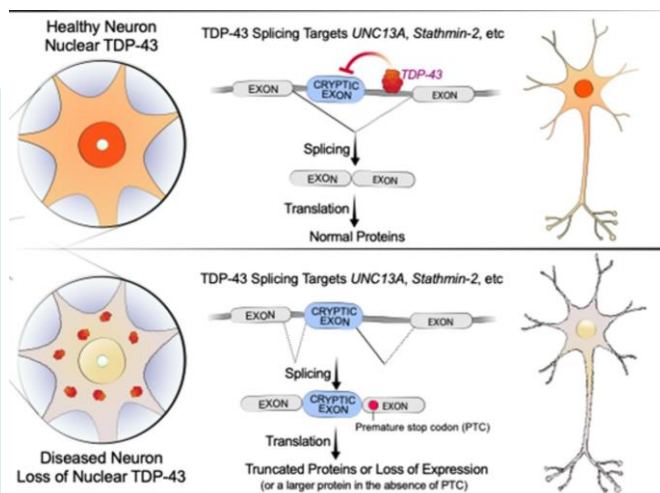 Healthy Neuron
Nuclear TDP-43
TDP-43 Splicing Targets UNC13A, Stathmin-2, etc
TDP-43
EXON
CRYPTIC
EXON
EXON
Splicing
EXON
EXON
Translation
Normal Proteins
TDP-43 Splicing Targets UNC13A, Stathmin-2, etc
EXON
CRYPTIC
EXON
EXON
Splicing
EXON
CRYPTIC
EXON
EXON
Premature stop codon (PTC)
Translation
Truncated Proteins or Loss of Expression
(or a larger protein in the absence of PTC)
Diseased Neuron
Loss of Nuclear TDP-43